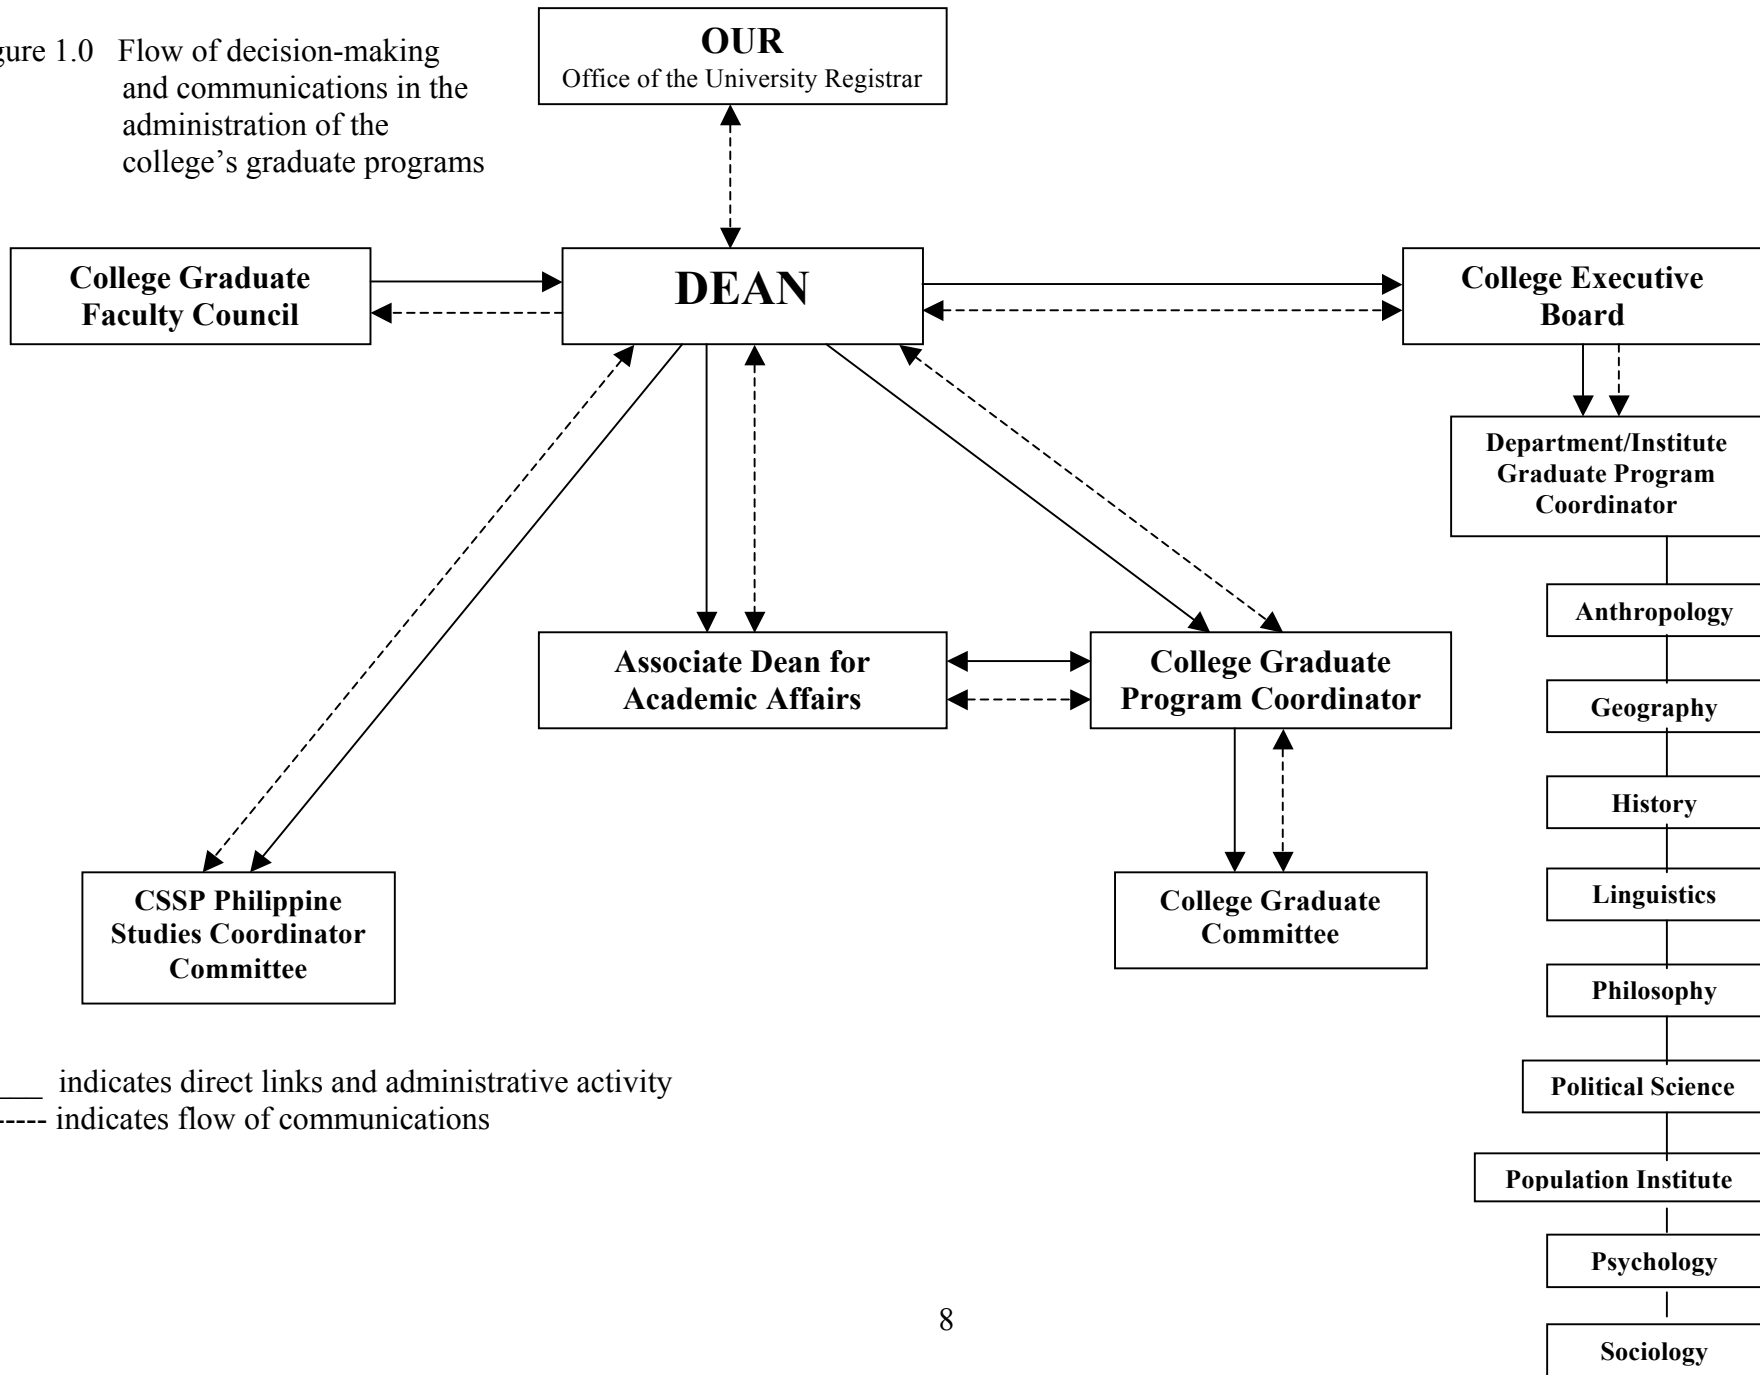 gure 1.0 Flow of decision-making
and communications in the
administration of the
college's graduate programs
OUR
Office of the University Registrar
College Graduate
Faculty Council
DEAN
College Executive
Board
Department/Institute
Graduate Program
Coordinator
Associate Dean for
Academic Affairs
College Graduate
Program Coordinator
CSSP Philippine
Studies Coordinator
Committee
College Graduate
Committee
Anthropology
Geography
History
Linguistics
Philosophy
Political Science
Population Institute
Psychology
Sociology
___ indicates direct links and administrative activity
----- indicates flow of communications
8